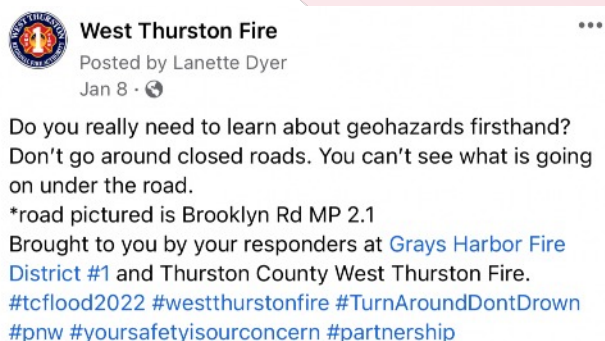 West Thurston Fire
Posted by Lanette Dyer
Jan 8 ·
Do you really need to learn about geohazards firsthand?
Don't go around closed roads. You can't see what is going
on under the road.
*road pictured is Brooklyn Rd MP 2.1
Brought to you by your responders at Grays Harbor Fire
District #1 and Thurston County West Thurston Fire.
#tcflood2022 #westthurstonfire #TurnAroundDontDrown
#pnw #yoursafetyisourconcern #partnership